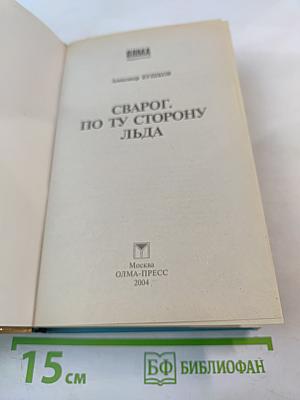 Александр БУШКОВ
СВАРОГ.
ПО ТУ СТОРОНУ
ЛЬДА
Москва
ОЛМА-ПРЕСС
2004
15 см
БФ БИБЛИОФАН